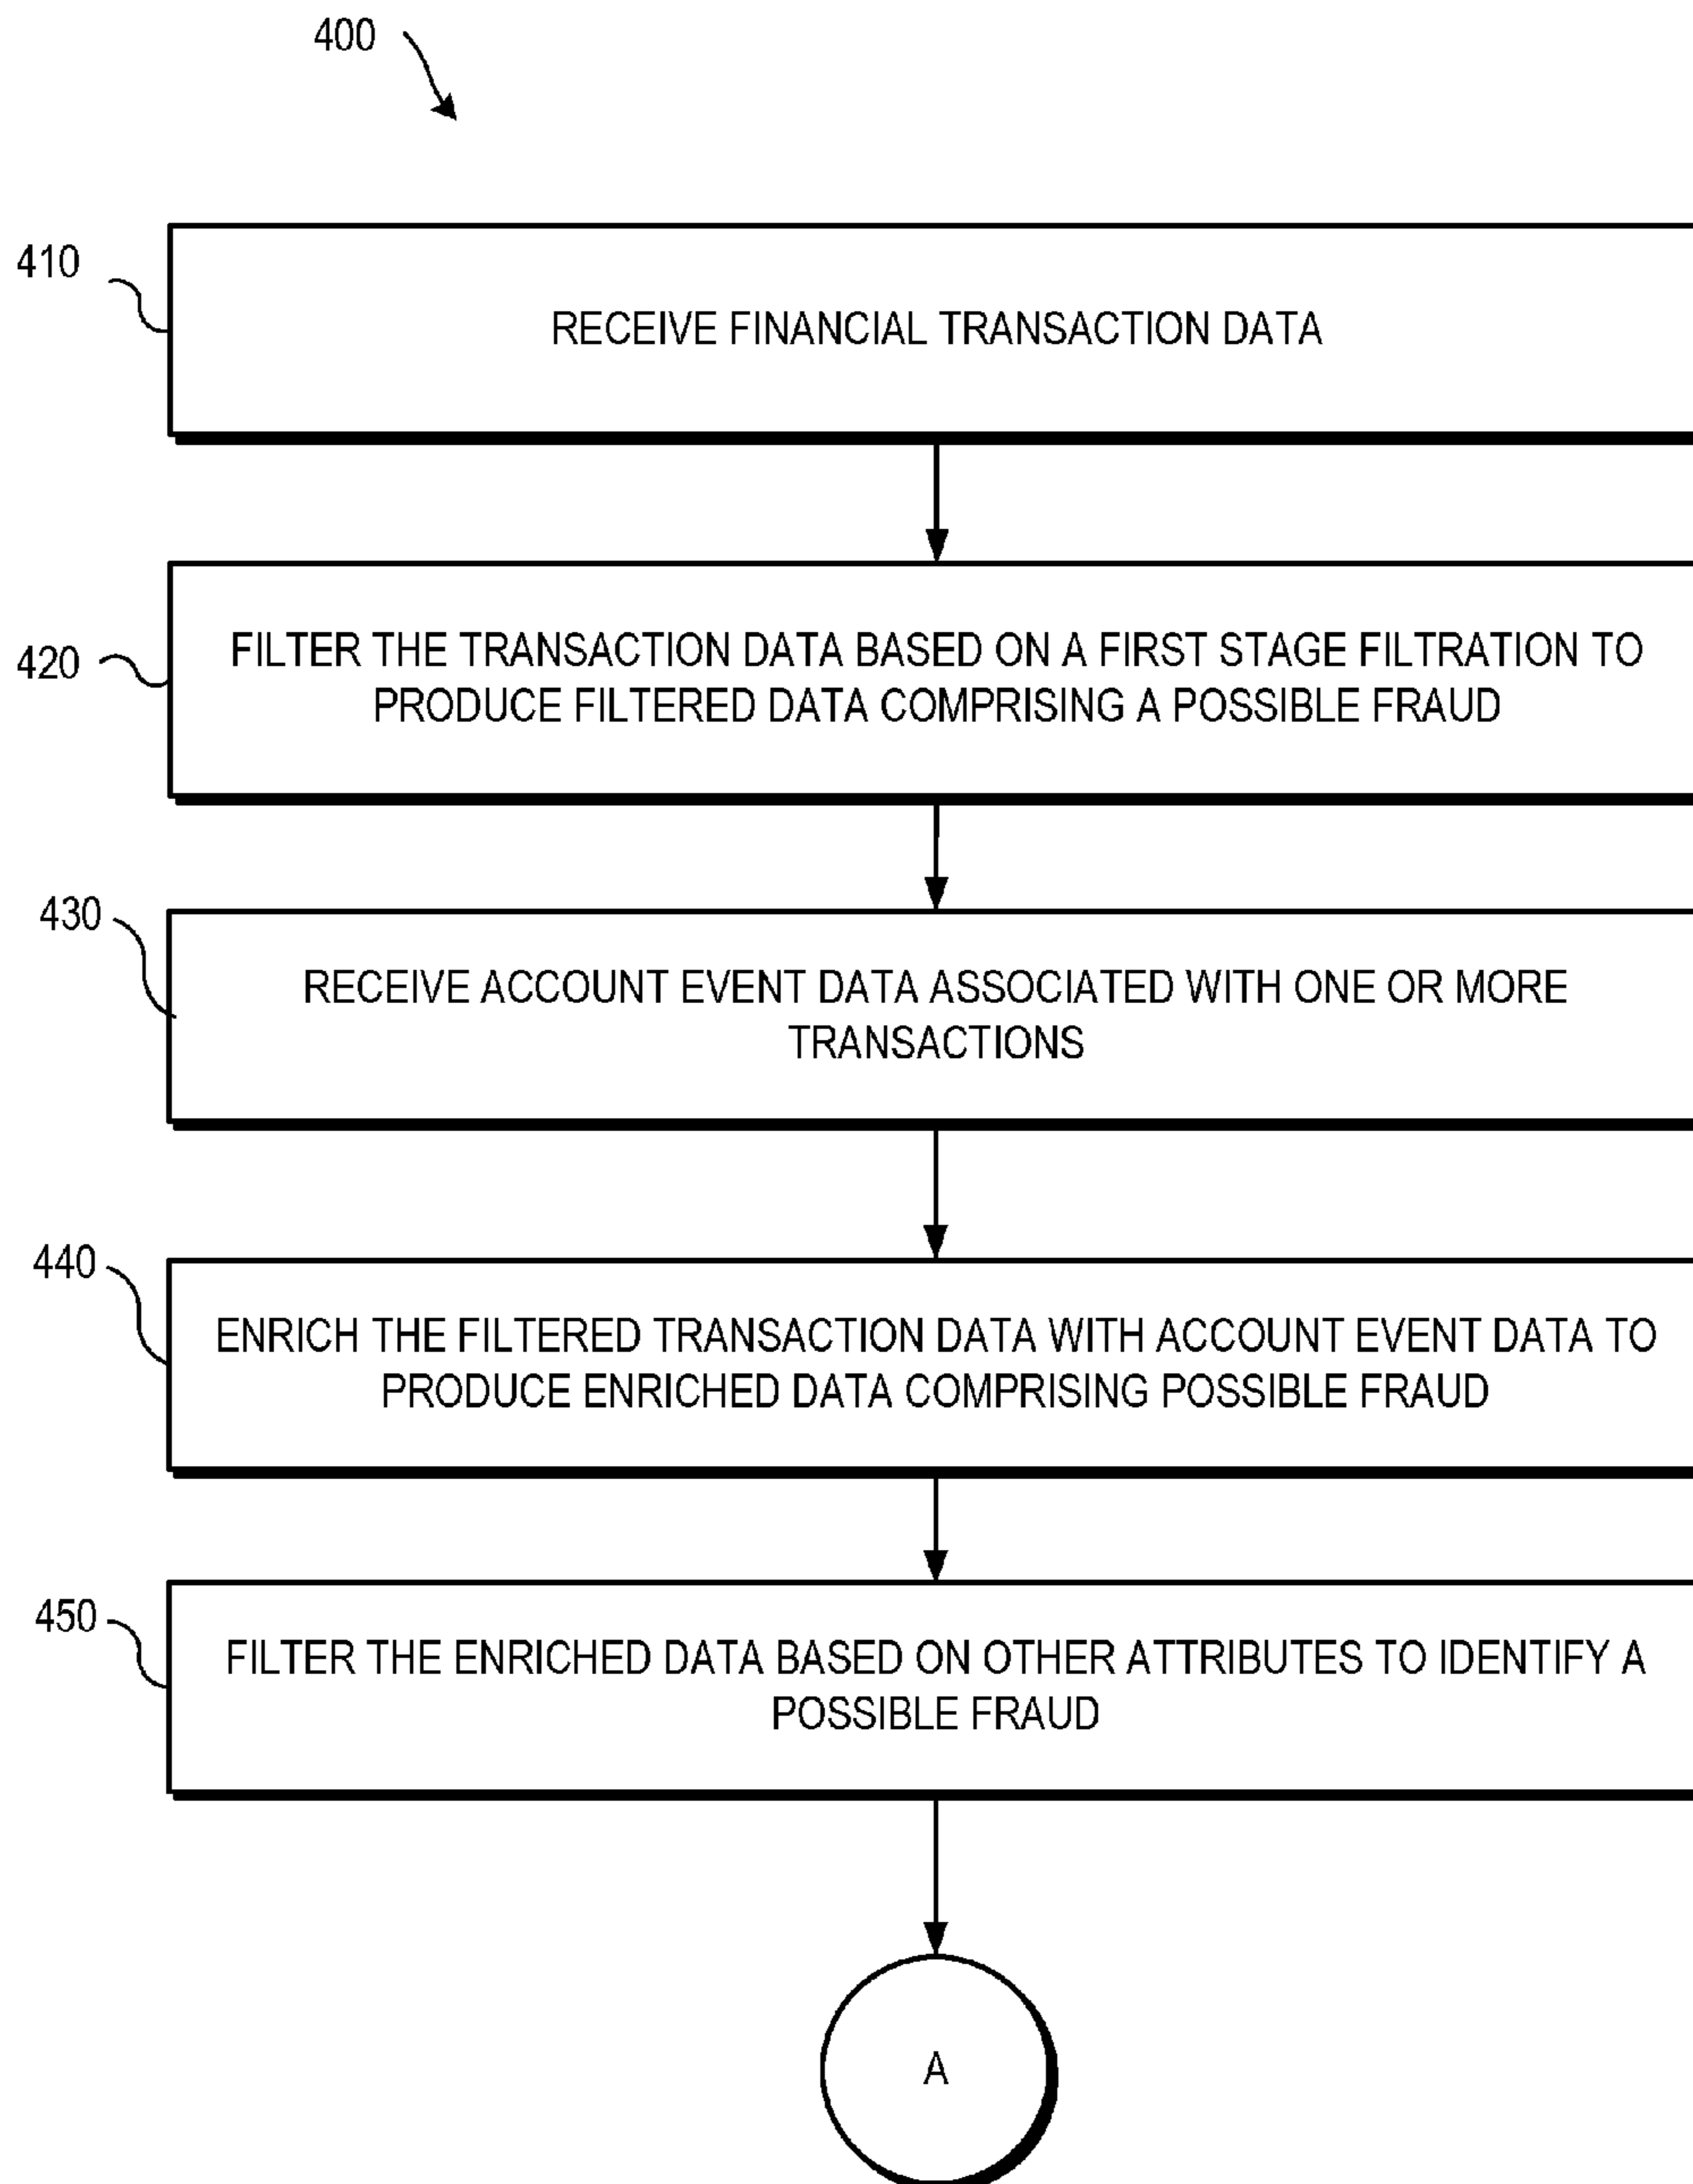 400
410
RECEIVE FINANCIAL TRANSACTION DATA
420
FILTER THE TRANSACTION DATA BASED ON A FIRST STAGE FILTRATION TO
PRODUCE FILTERED DATA COMPRISING A POSSIBLE FRAUD
430
RECEIVE ACCOUNT EVENT DATA ASSOCIATED WITH ONE OR MORE
TRANSACTIONS
440
ENRICH THE FILTERED TRANSACTION DATA WITH ACCOUNT EVENT DATA TO
PRODUCE ENRICHED DATA COMPRISING POSSIBLE FRAUD
450
FILTER THE ENRICHED DATA BASED ON OTHER ATTRIBUTES TO IDENTIFY A
POSSIBLE FRAUD
A